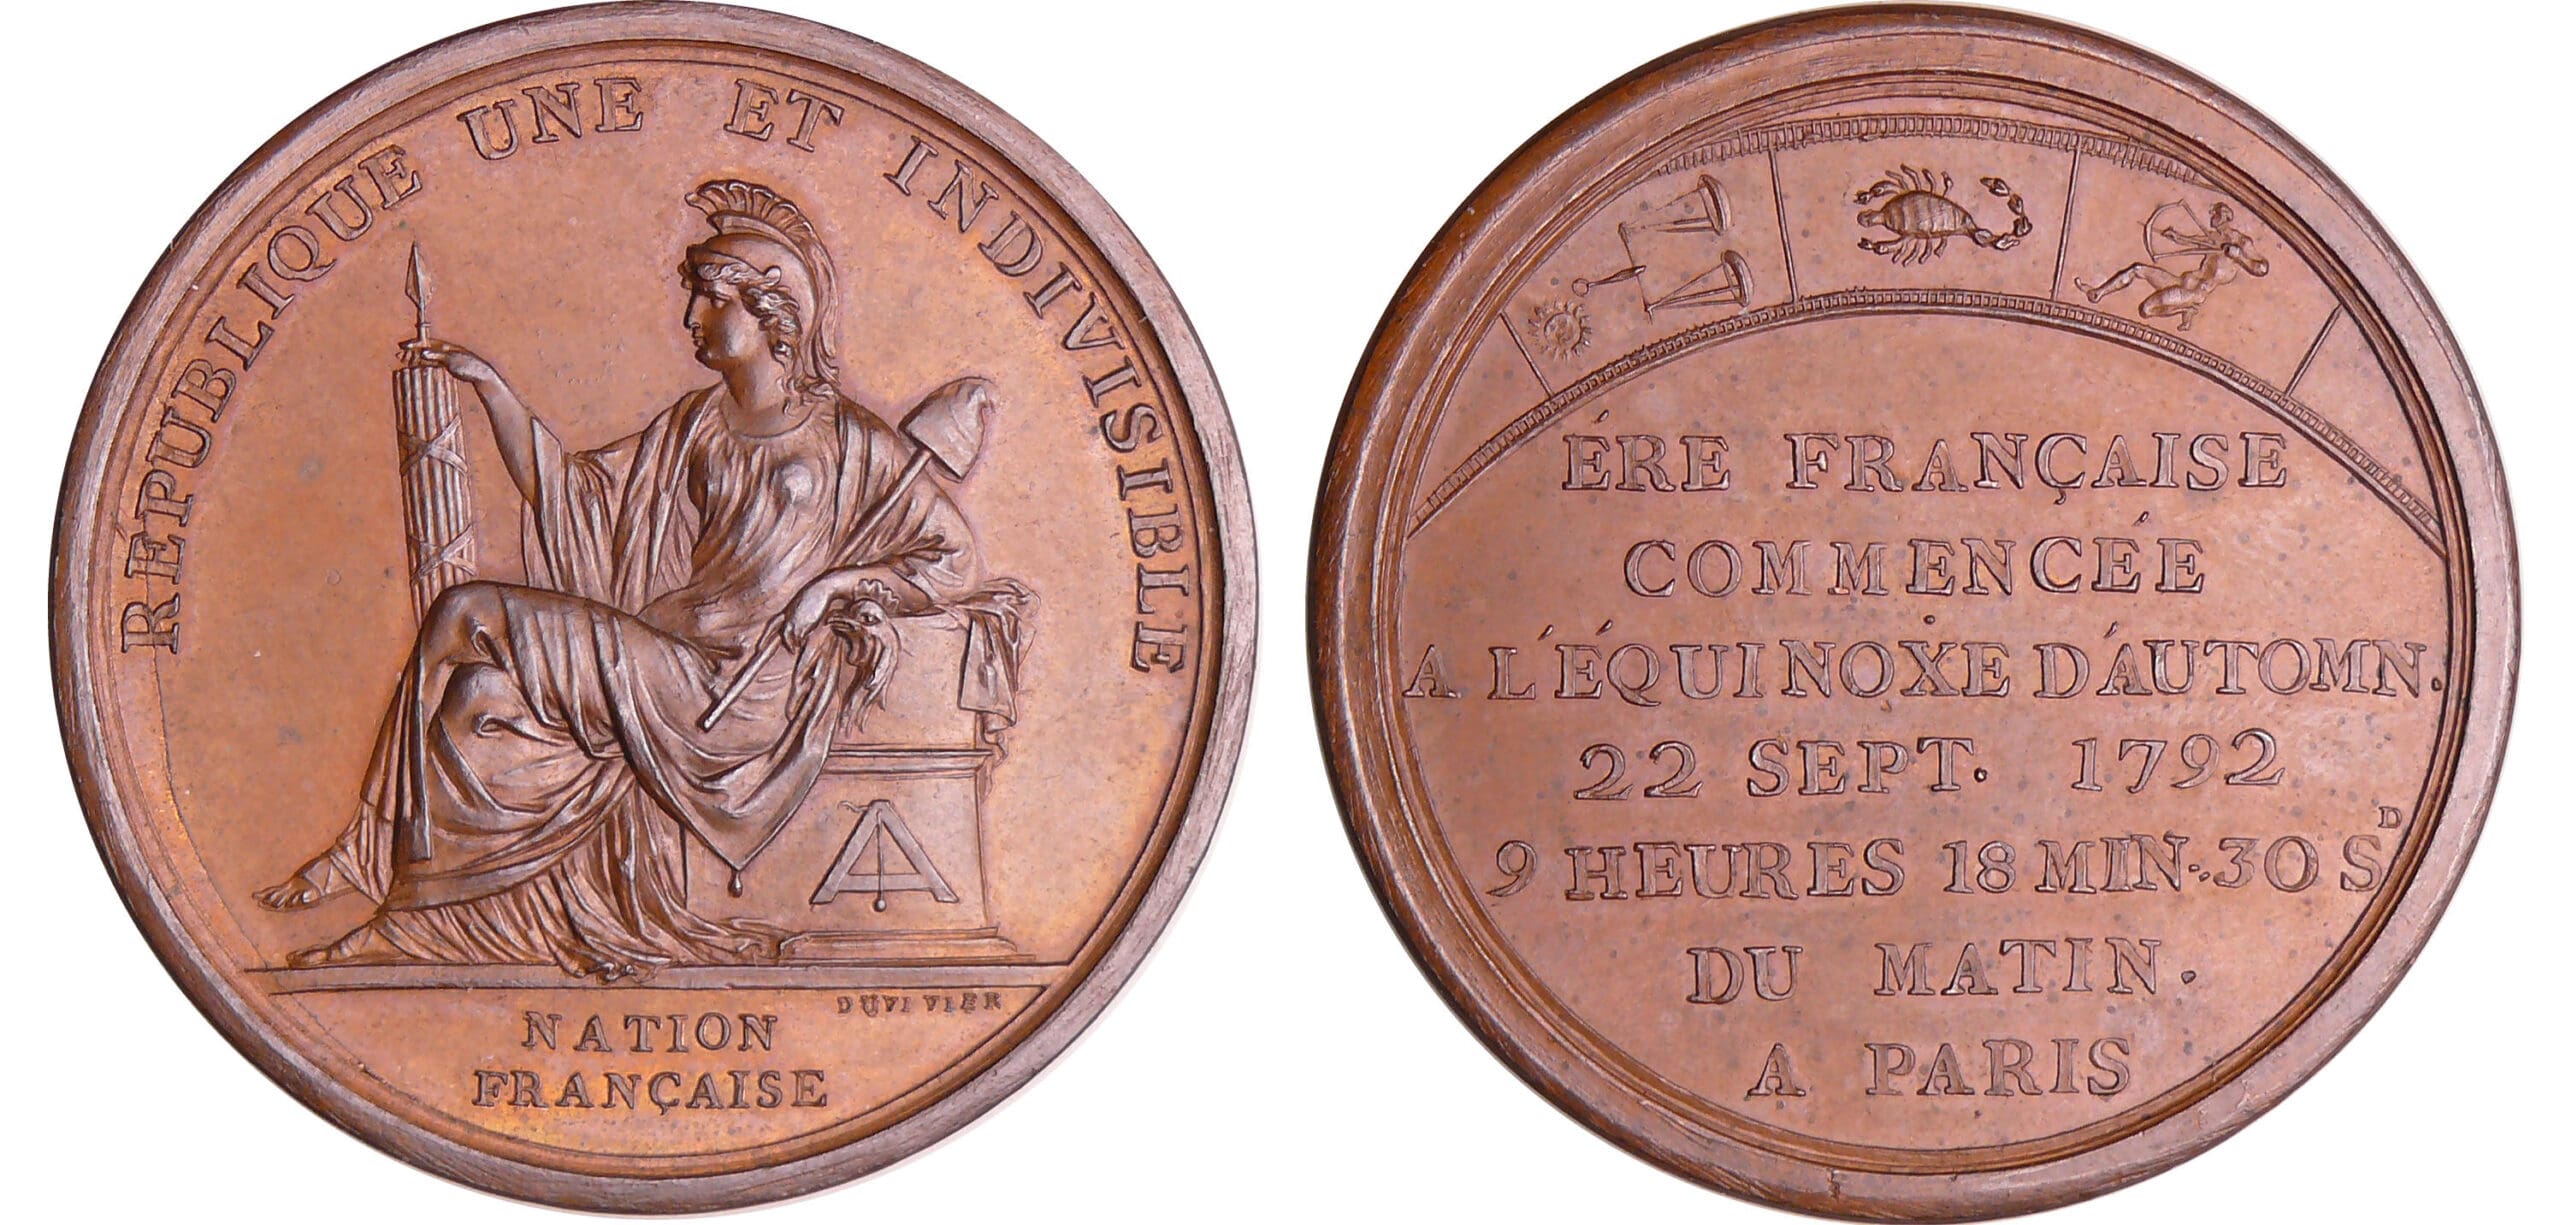 RÉPUBLIQUE UNE ET INDIVISIBLE
DUVIVIER
NATION
FRANÇAISE
ÉRE FRANÇAISE
COMMENCÉE
A L'ÉQUINOXE D'AUTOMN.
22 SEPT. 1792
9 HEURES 18 MIN. 30 SD
DU MATIN.
A PARIS